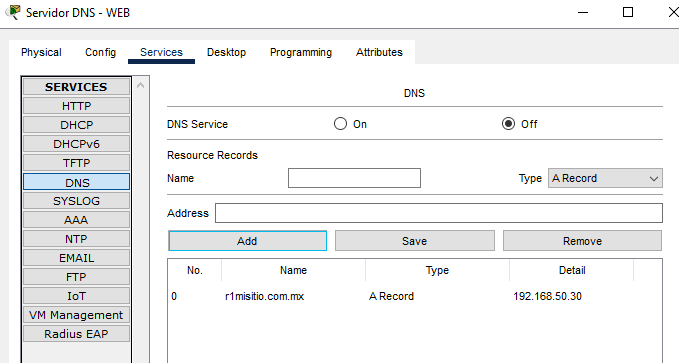 Servidor DNS - WEB
Physical Config Services Desktop Programming Attributes
SERVICES
HTTP
DHCP
DHCPv6
TFTP
DNS
SYSLOG
AAA
NTP
EMAIL
FTP
IoT
VM Management
Radius EAP
DNS
DNS Service On Off
Resource Records
Name Type A Record
Address
Add Save Remove
No. Name Type Detail
0 r1misitio.com.mx A Record 192.168.50.30